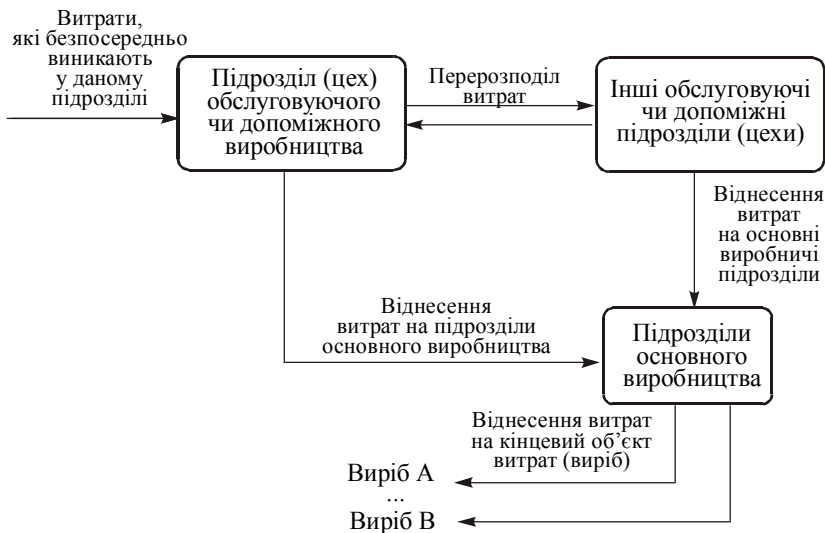 Витрати,
які безпосередньо
виникають
у даному
підрозділі
Підрозділ (цех)
обслуговуючого
чи допоміжного
виробництва
Перерозподіл
витрат
Інші обслуговуючі
чи допоміжні
підрозділи (цехи)
Віднесення
витрат
на основні
виробничі
підрозділи
Віднесення
витрат на підрозділи
основного виробництва
Підрозділи
основного
виробництва
Віднесення витрат
на кінцевий об’єкт
витрат (виріб)
Виріб А
...
Виріб В